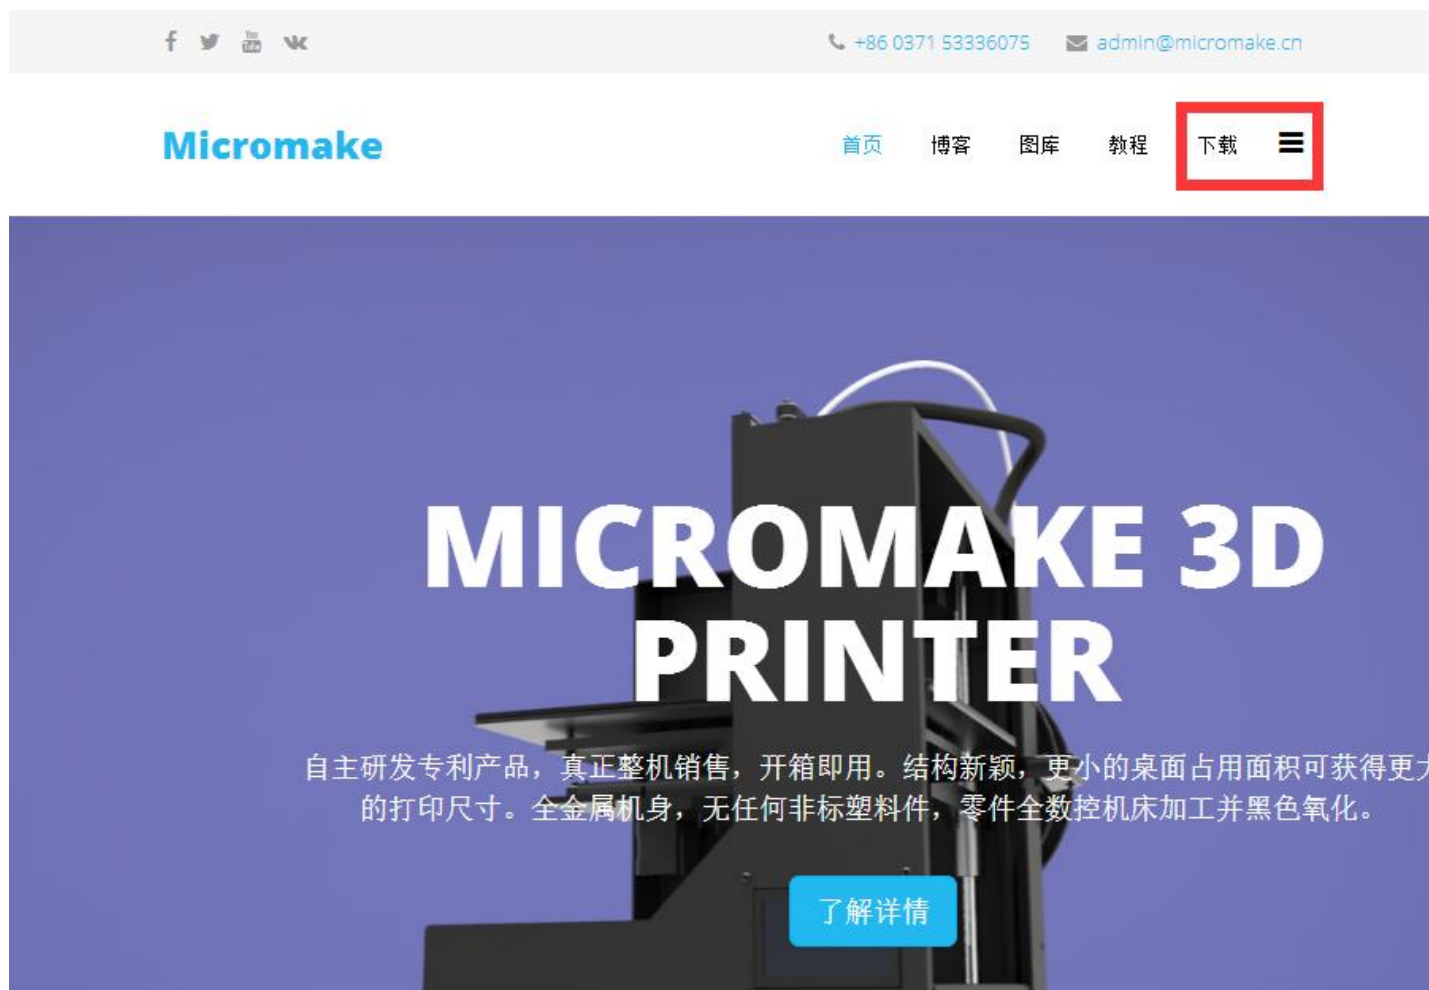 +86 0371 53336075 admin@micromake.cn
Micromake
首页 博客 图库 教程 下载
MICROMAKE 3D
PRINTER
自主研发专利产品，真正整机销售，开箱即用。结构新颖，更小的桌面占用面积可获得更大
的打印尺寸。全金属机身，无任何非标塑料件，零件全数控机床加工并黑色氧化。
了解详情